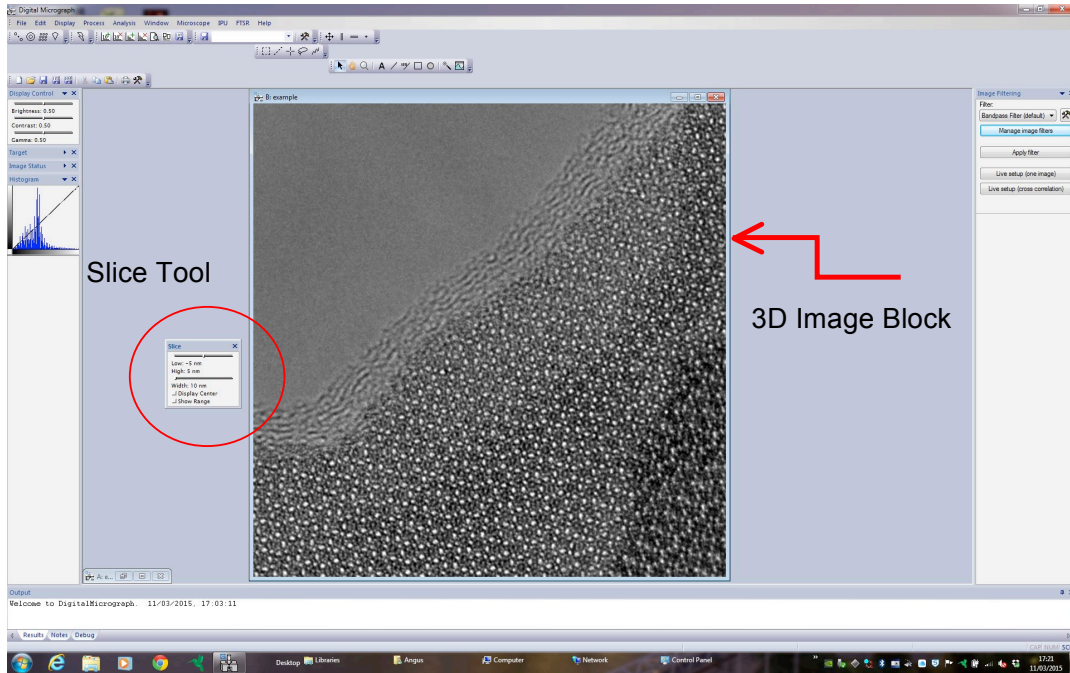 Digital Micrograph
File Edit Display Process Analysis Window Microscope IPU FTSR Help
Display Control
Brightness: 0.50
Contrast: 0.50
Gamma: 0.50
Target
Image Status
Histogram
B: example
Image Filtering
Filter:
Bandpass Filter (default)
Manage image filters
Apply filter
Live setup (one image)
Live setup (cross correlation)
Slice Tool
Slice
Low: -5 nm
High: 5 nm
Width: 10 nm
Display Center
Show Range
3D Image Block
A: e...
Output
Welcome to DigitalMicrograph. 11/03/2015, 17:03:11
Results Notes Debug
CAP NUM
Desktop Libraries Angus Computer Network Control Panel
17:21
11/03/2015